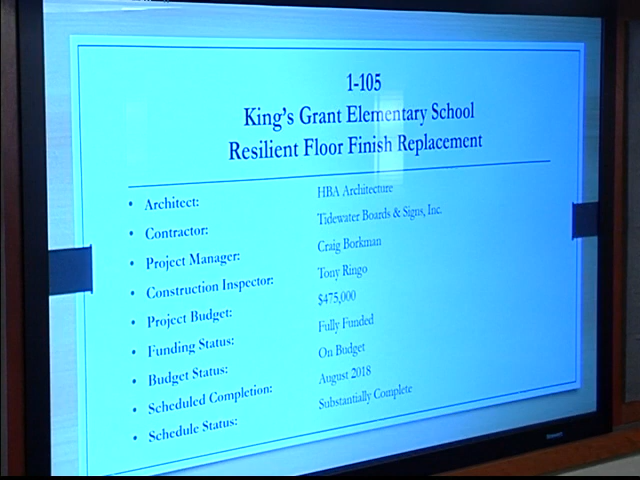 1-105
King's Grant Elementary School
Resilient Floor Finish Replacement
• Architect: HBA Architecture
• Contractor: Tidewater Boards & Signs, Inc.
• Project Manager: Craig Borkman
• Construction Inspector: Tony Ringo
• Project Budget: $475,000
• Funding Status: Fully Funded
• Budget Status: On Budget
• Scheduled Completion: August 2018
• Schedule Status: Substantially Complete